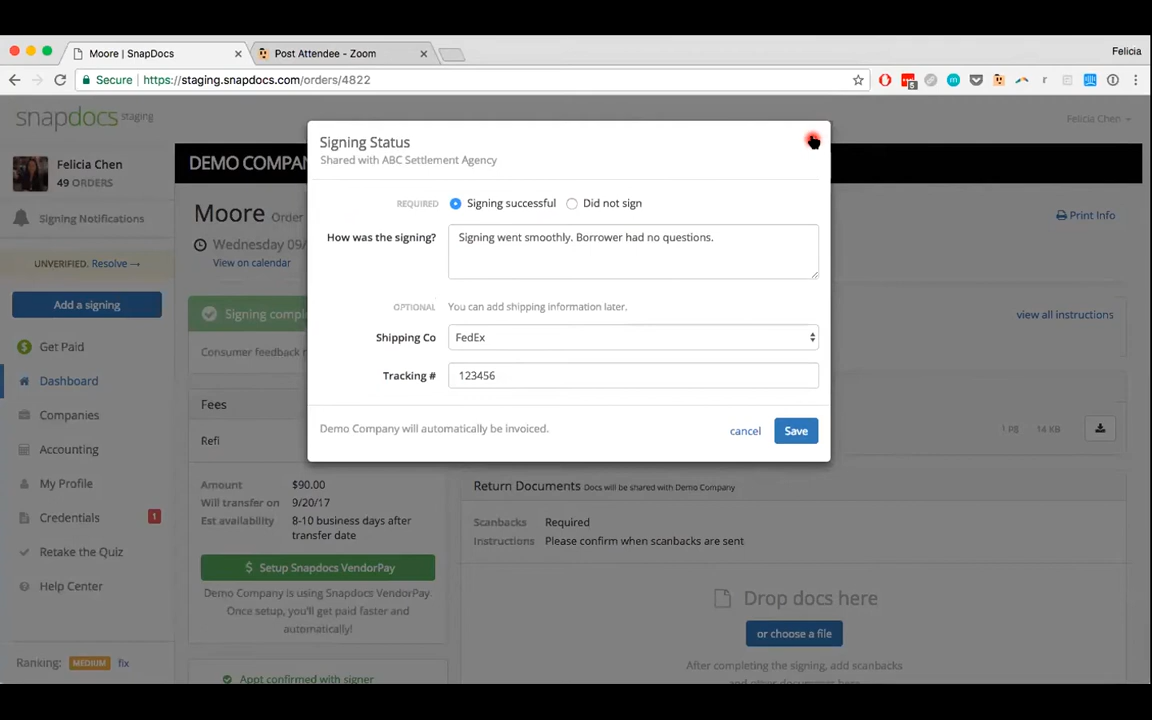 Moore | SnapDocs
Post Attendee - Zoom
Felicia
Secure
https://staging.snapdocs.com/orders/4822
snapdocs staging
Felicia Chen
Felicia Chen
49 ORDERS
DEMO COMPAN
Signing Notifications
Moore Order
Print Info
Wednesday 09/
View on calendar
UNVERIFIED. Resolve →
Add a signing
Signing comple
view all instructions
Consumer feedback
Get Paid
Dashboard
Companies
Accounting
My Profile
Credentials 1
Retake the Quiz
Help Center
Ranking: MEDIUM fix
Signing Status
Shared with ABC Settlement Agency
REQUIRED Signing successful Did not sign
How was the signing? Signing went smoothly. Borrower had no questions.
OPTIONAL You can add shipping information later.
Shipping Co FedEx
Tracking # 123456
Demo Company will automatically be invoiced.
cancel Save
Fees
Refi
Amount $90.00
Will transfer on 9/20/17
Est availability 8-10 business days after
transfer date
$ Setup Snapdocs VendorPay
Demo Company is using Snapdocs VendorPay.
Once setup, you'll get paid faster and
automatically!
Appt confirmed with signer
14 KB
Return Documents Docs will be shared with Demo Company
Scanbacks Required
Instructions Please confirm when scanbacks are sent
Drop docs here
or choose a file
After completing the signing, add scanbacks